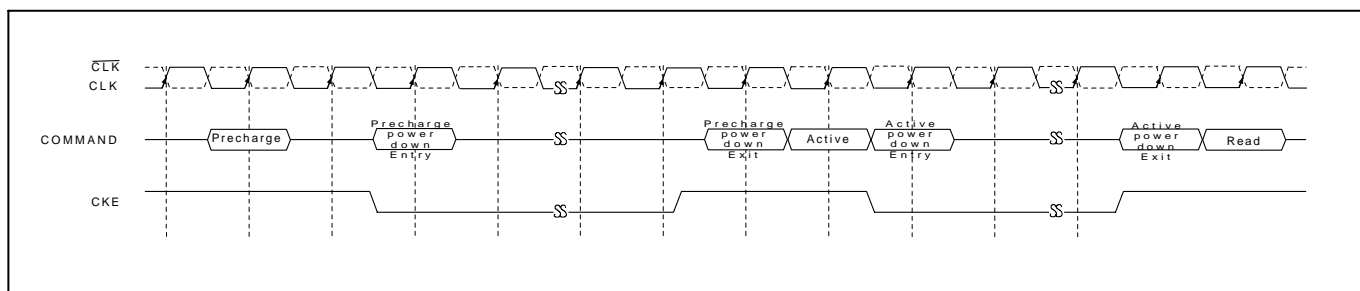 CLK
CLK
COMMAND
Precharge
Precharge
power
down
Entry
Precharge
power
down
Exit
Active
Active
power
down
Entry
Active
power
down
Exit
Read
CKE